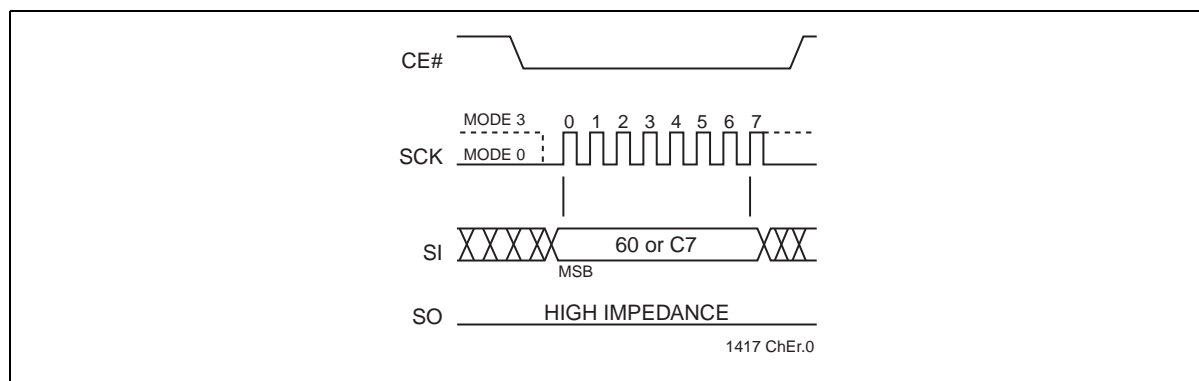 CE#
MODE 3
0 1 2 3 4 5 6 7
SCK
MODE 0
SI
60 or C7
MSB
SO
HIGH IMPEDANCE
1417 ChEr.0